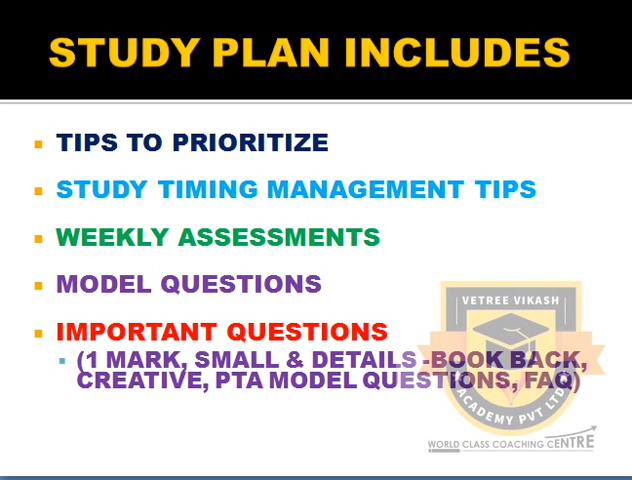 STUDY PLAN INCLUDES
TIPS TO PRIORITIZE
STUDY TIMING MANAGEMENT TIPS
WEEKLY ASSESSMENTS
MODEL QUESTIONS
IMPORTANT QUESTIONS
(1 MARK, SMALL & DETAILS -BOOK BACK,
CREATIVE, PTA MODEL QUESTIONS, FAQ)
VETREE VIKASH
ACADEMY PVT LTD
WORLD CLASS COACHING CENTRE